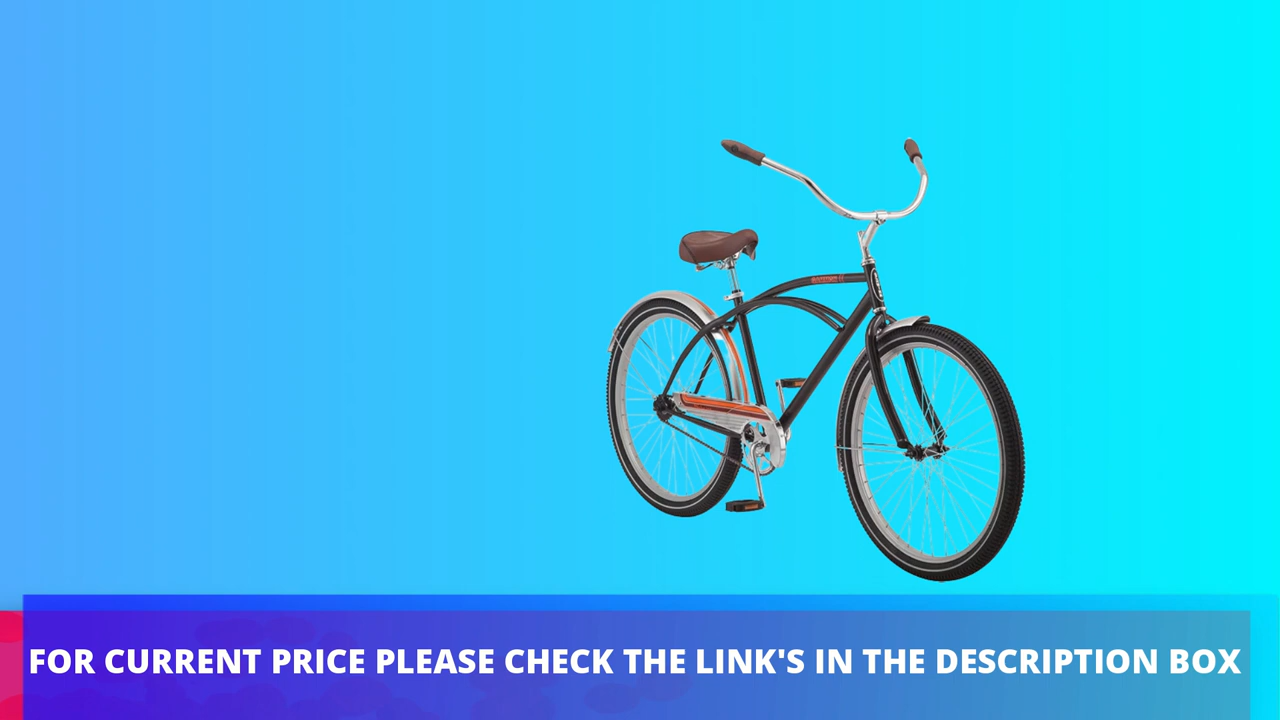 FOR CURRENT PRICE PLEASE CHECK THE LINK'S IN THE DESCRIPTION BOX